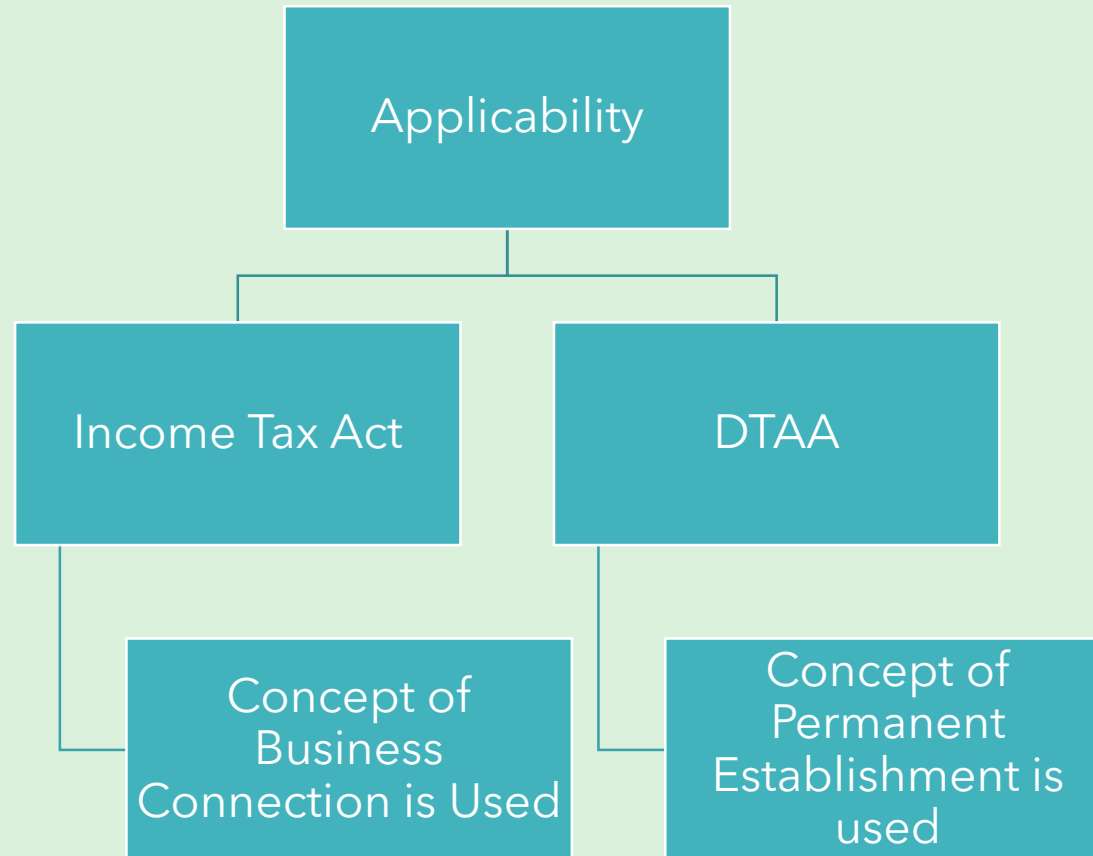 Applicability
Income Tax Act
DTAA
Concept of
Business
Connection is Used
Concept of
Permanent
Establishment is
used